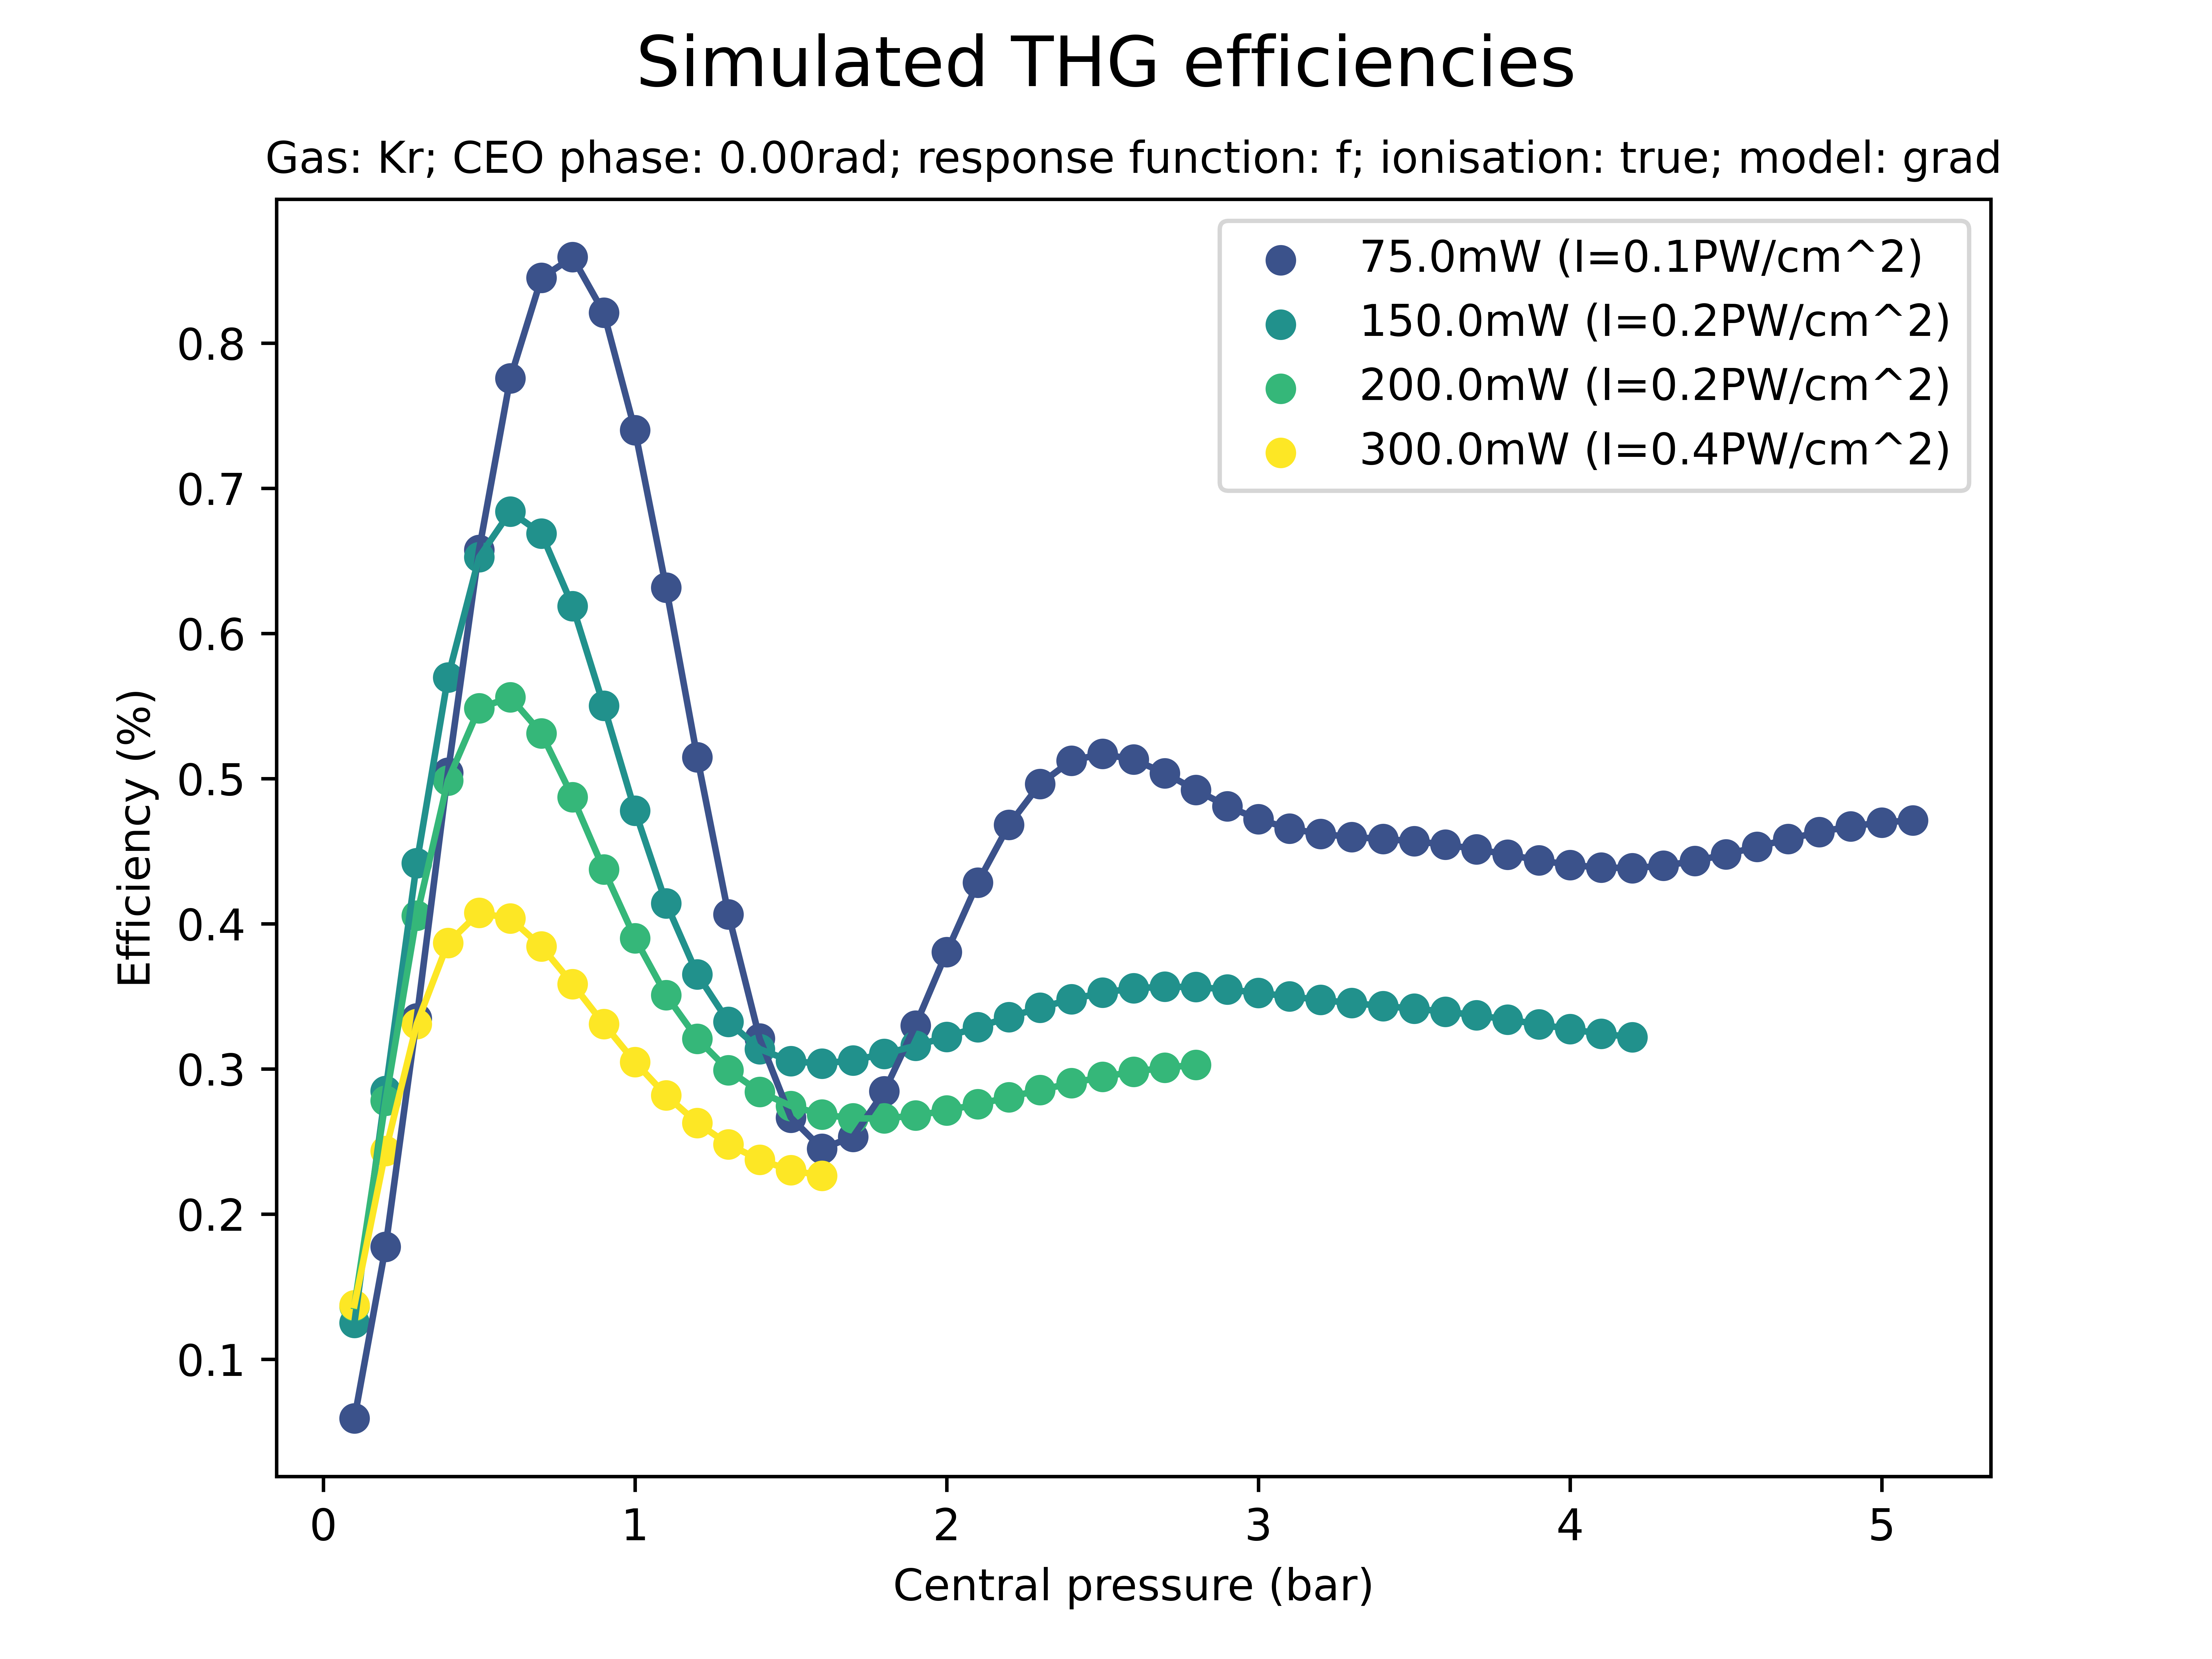 Simulated THG efficiencies
Gas: Kr; CEO phase: 0.00rad; response function: f; ionisation: true; model: grad
75.0mW (I=0.1PW/cm^2)
150.0mW (I=0.2PW/cm^2)
200.0mW (I=0.2PW/cm^2)
300.0mW (I=0.4PW/cm^2)
Efficiency (%)
0.8
0.7
0.6
0.5
0.4
0.3
0.2
0.1
0 1 2 3 4 5
Central pressure (bar)